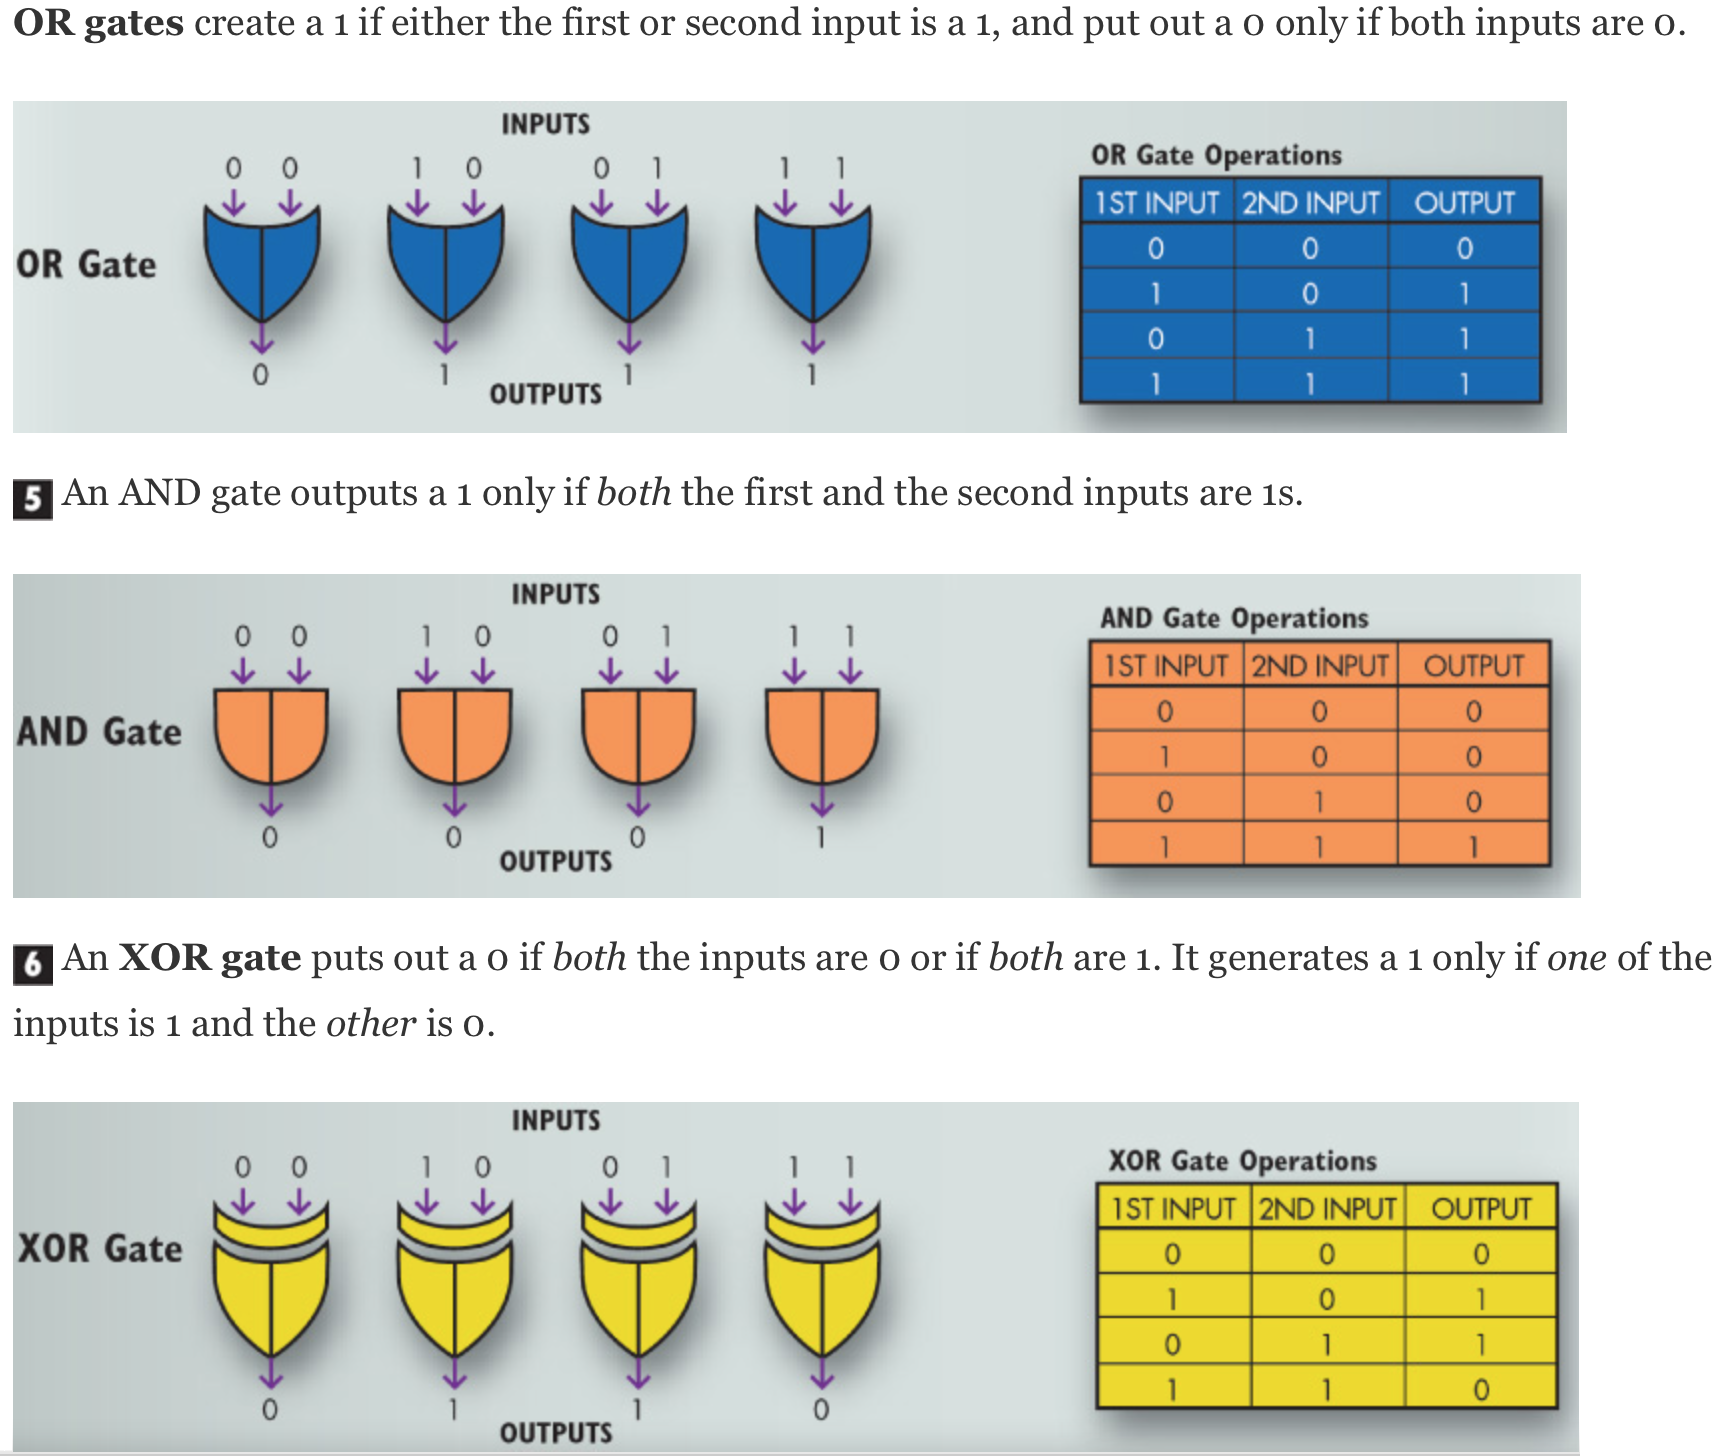 OR gates create a 1 if either the first or second input is a 1, and put out a 0 only if both inputs are 0.
INPUTS
0 0 1 0 0 1 1 1
OR Gate
0 1 1 1
OUTPUTS
OR Gate Operations
1ST INPUT 2ND INPUT OUTPUT
0 0 0
1 0 1
0 1 1
1 1 1
5 An AND gate outputs a 1 only if both the first and the second inputs are 1s.
INPUTS
0 0 1 0 0 1 1 1
AND Gate
0 0 0 1
OUTPUTS
AND Gate Operations
1ST INPUT 2ND INPUT OUTPUT
0 0 0
1 0 0
0 1 0
1 1 1
6 An XOR gate puts out a 0 if both the inputs are 0 or if both are 1. It generates a 1 only if one of the
inputs is 1 and the other is 0.
INPUTS
0 0 1 0 0 1 1 1
XOR Gate
0 1 1 0
OUTPUTS
XOR Gate Operations
1ST INPUT 2ND INPUT OUTPUT
0 0 0
1 0 1
0 1 1
1 1 0